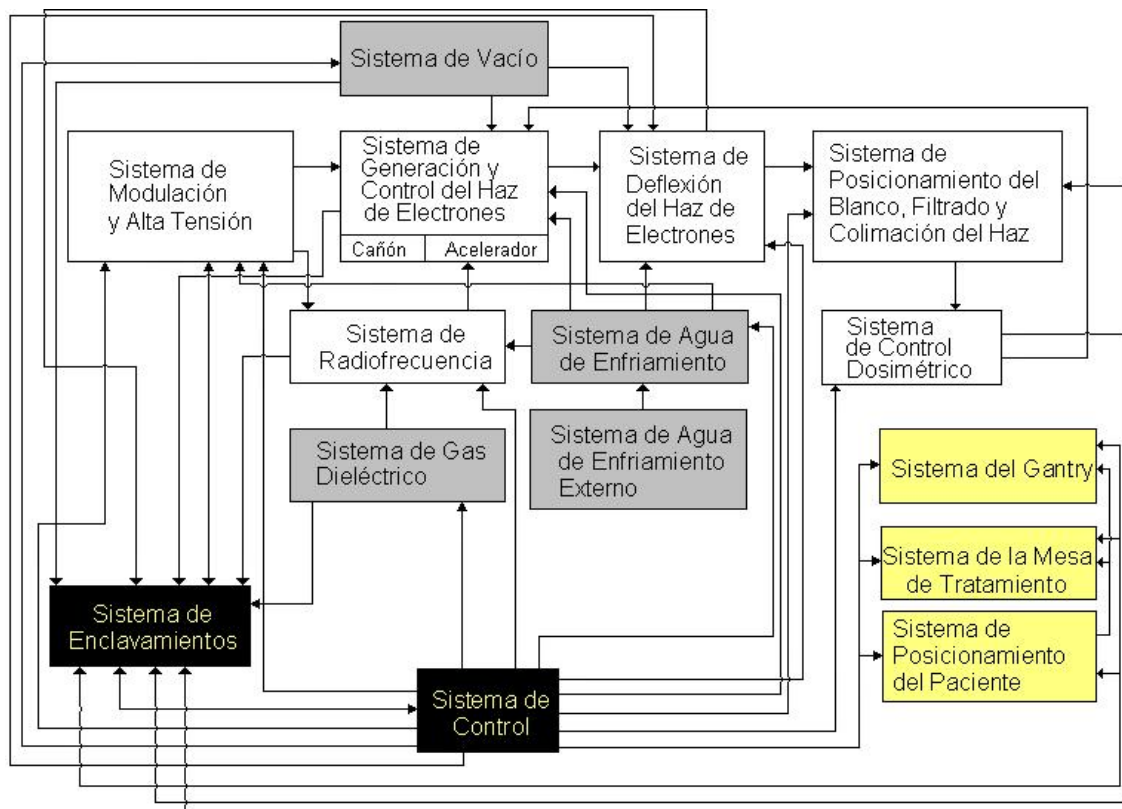 Sistema de Vacío
Sistema de
Modulación
y Alta Tensión
Sistema de
Generación y
Control del Haz
de Electrones
Cañón
Acelerador
Sistema de
Deflexión
del Haz de
Electrones
Sistema de
Posicionamiento del
Blanco, Filtrado y
Colimación del Haz
Sistema de
Radiofrecuencia
Sistema de Agua
de Enfriamiento
Sistema
de Control
Dosimétrico
Sistema de Gas
Dieléctrico
Sistema de Agua
de Enfriamiento
Externo
Sistema del Gantry
Sistema de la Mesa
de Tratamiento
Sistema de
Enclavamientos
Sistema de
Posicionamiento
del Paciente
Sistema de
Control